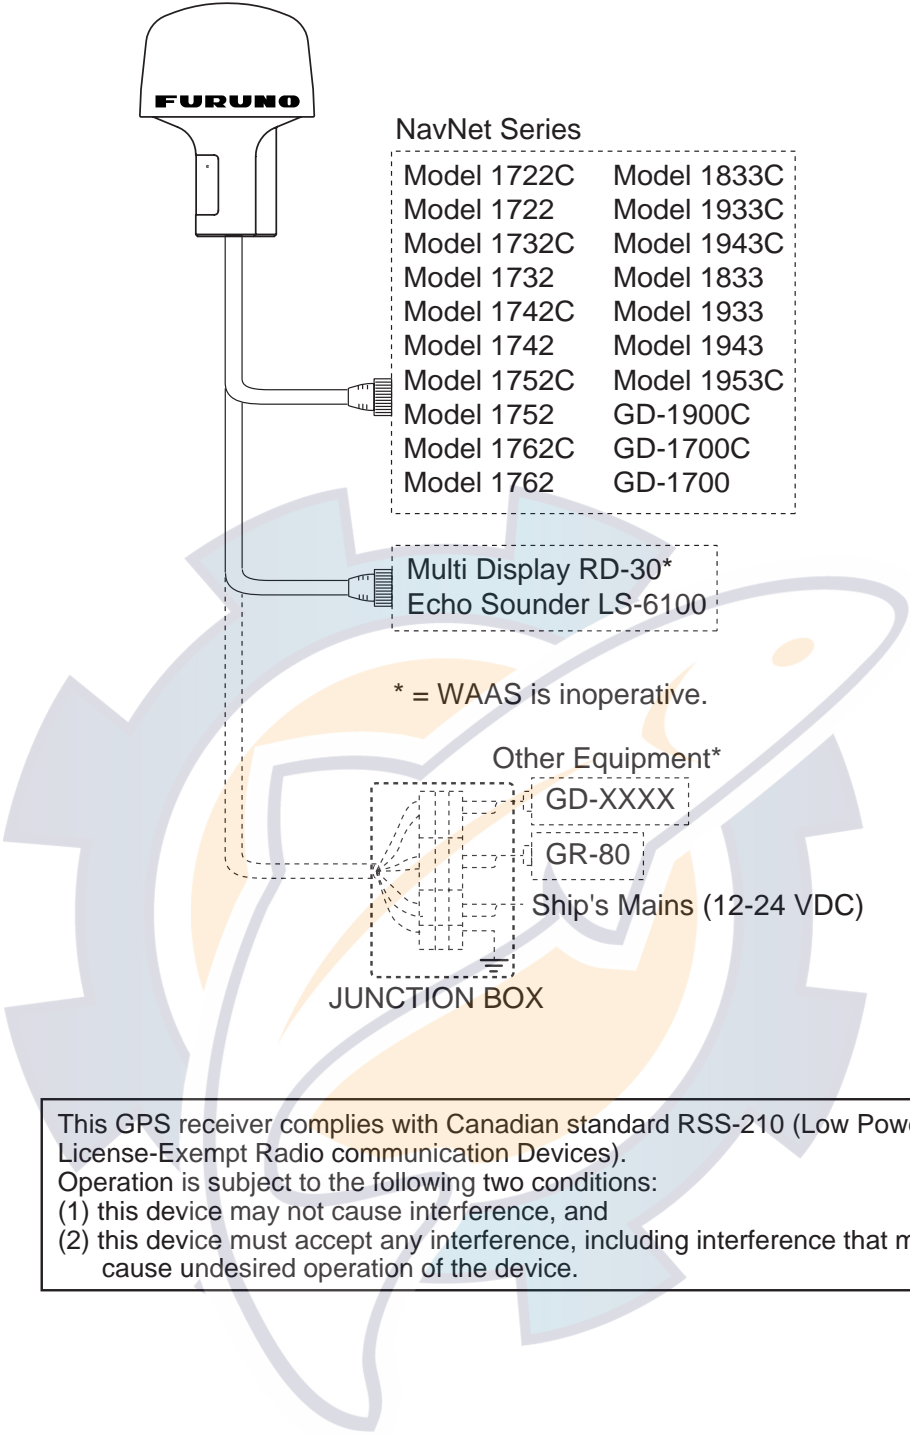 FURUNO
NavNet Series
Model 1722C Model 1833C
Model 1722 Model 1933C
Model 1732C Model 1943C
Model 1732 Model 1833
Model 1742C Model 1933
Model 1742 Model 1943
Model 1752C Model 1953C
Model 1752 GD-1900C
Model 1762C GD-1700C
Model 1762 GD-1700
Multi Display RD-30*
Echo Sounder LS-6100
* = WAAS is inoperative.
Other Equipment*
GD-XXXX
GR-80
Ship's Mains (12-24 VDC)
JUNCTION BOX
This GPS receiver complies with Canadian standard RSS-210 (Low
License-Exempt Radio communication Devices).
Operation is subject to the following two conditions:
(1) this device may not cause interference, and
(2) this device must accept any interference, including interference that
cause undesired operation of the device.